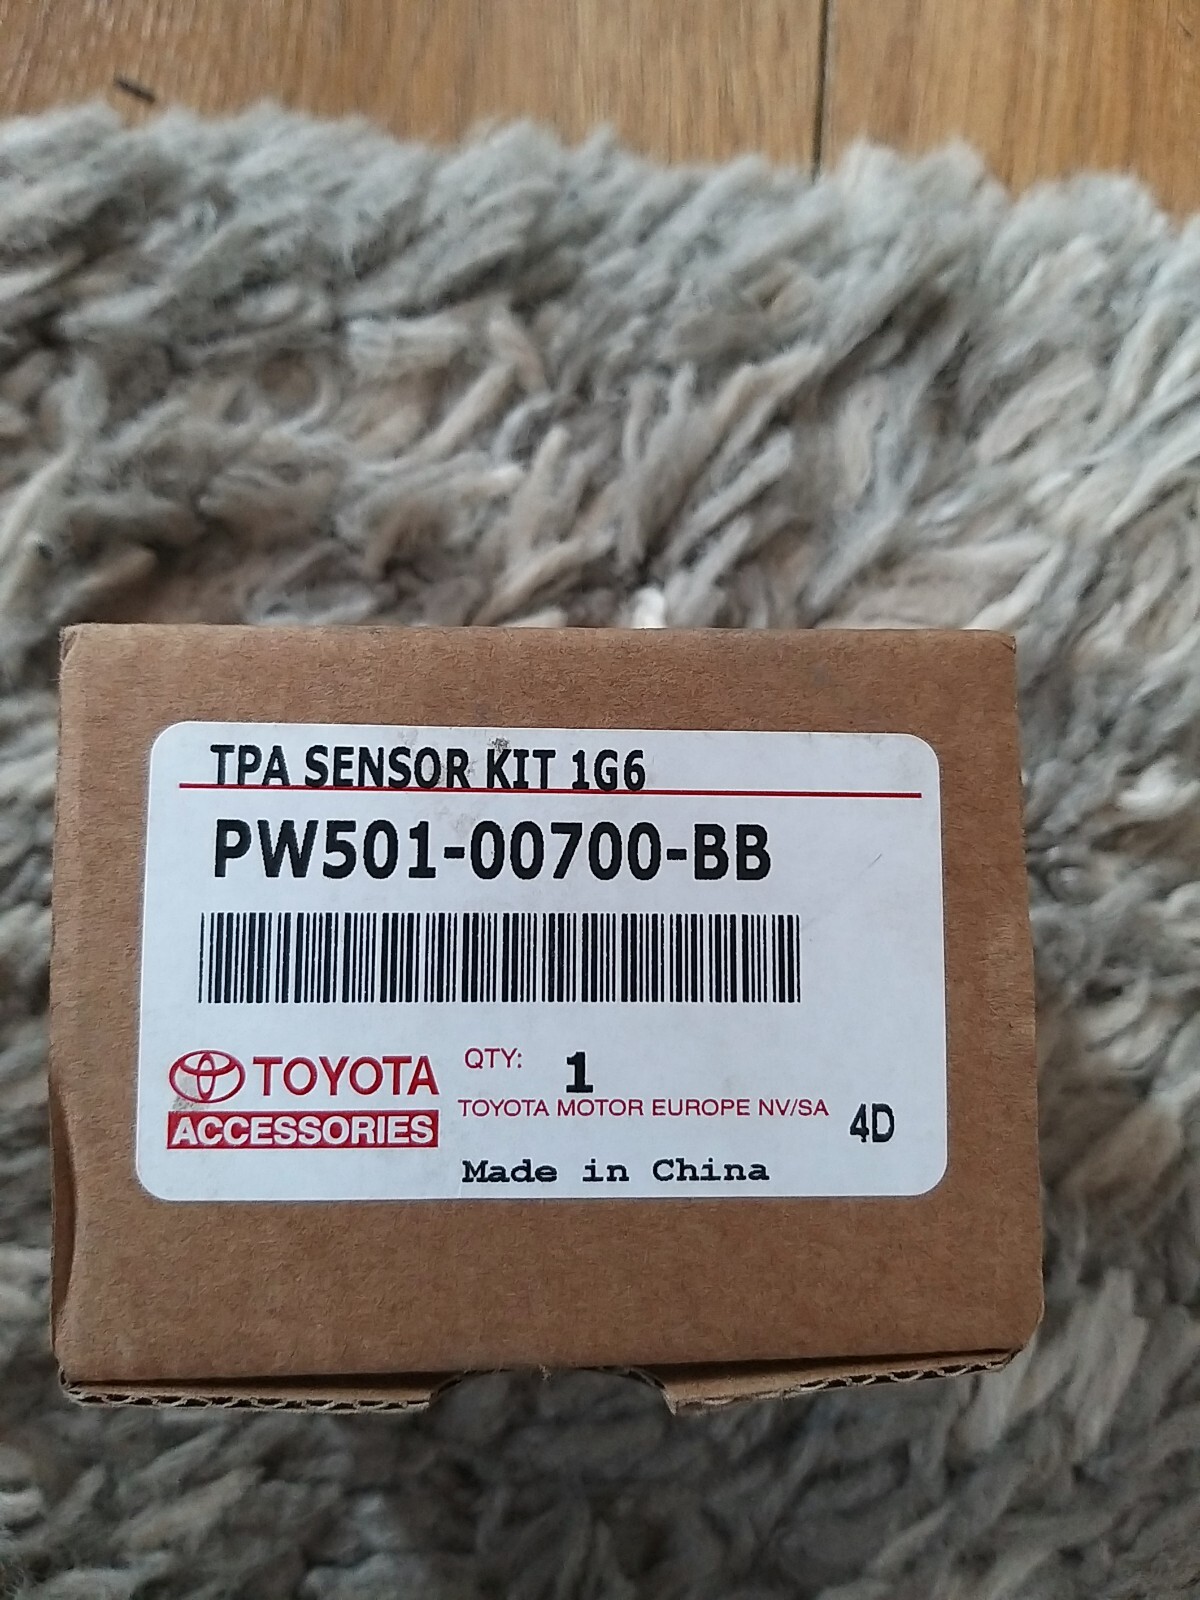 TPA SENSOR KIT 1G6
PW501-00700-BB
TOYOTA
ACCESSORIES
QTY: 1
TOYOTA MOTOR EUROPE NV/SA
4D
Made in China